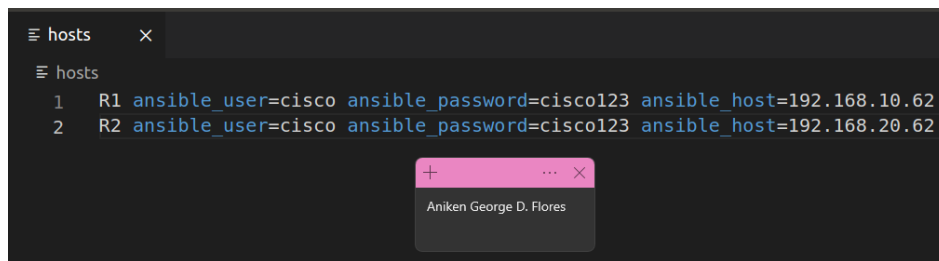 hosts
hosts
1 R1 ansible_user=cisco ansible_password=cisco123 ansible_host=192.168.10.62
2 R2 ansible_user=cisco ansible_password=cisco123 ansible_host=192.168.20.62
Aniken George D. Flores